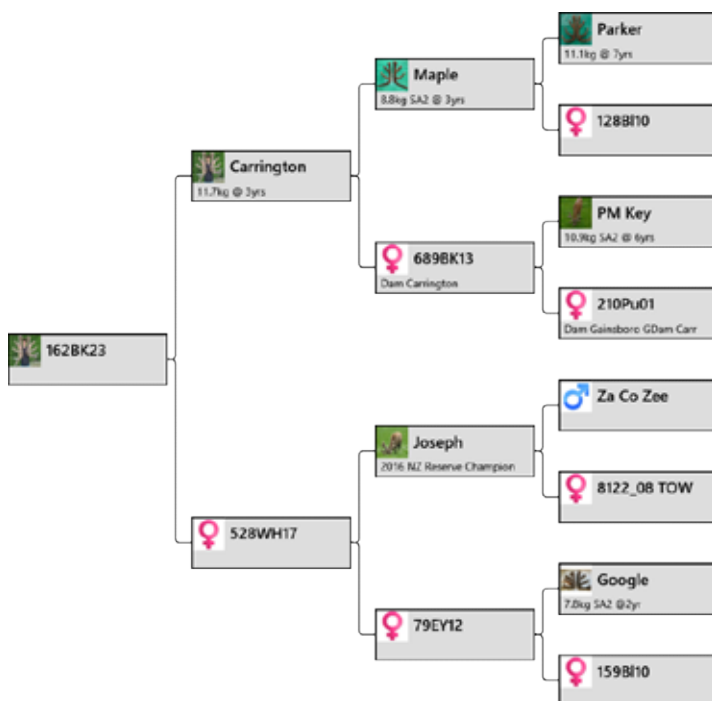 Parker
11.1kg @ 7yrs
Maple
8.8kg SA2 @ 3yrs
128Bl10
Carrington
11.7kg @ 3yrs
PM Key
10.9kg SA2 @ 6yrs
689BK13
Dam Carrington
210Pu01
Dam Gainsboro GDam Carr
162BK23
Za Co Zee
Joseph
2016 NZ Reserve Champion
8122_08 TOW
528WH17
Google
7.8kg SA2 @2yr
79EY12
159Bl10